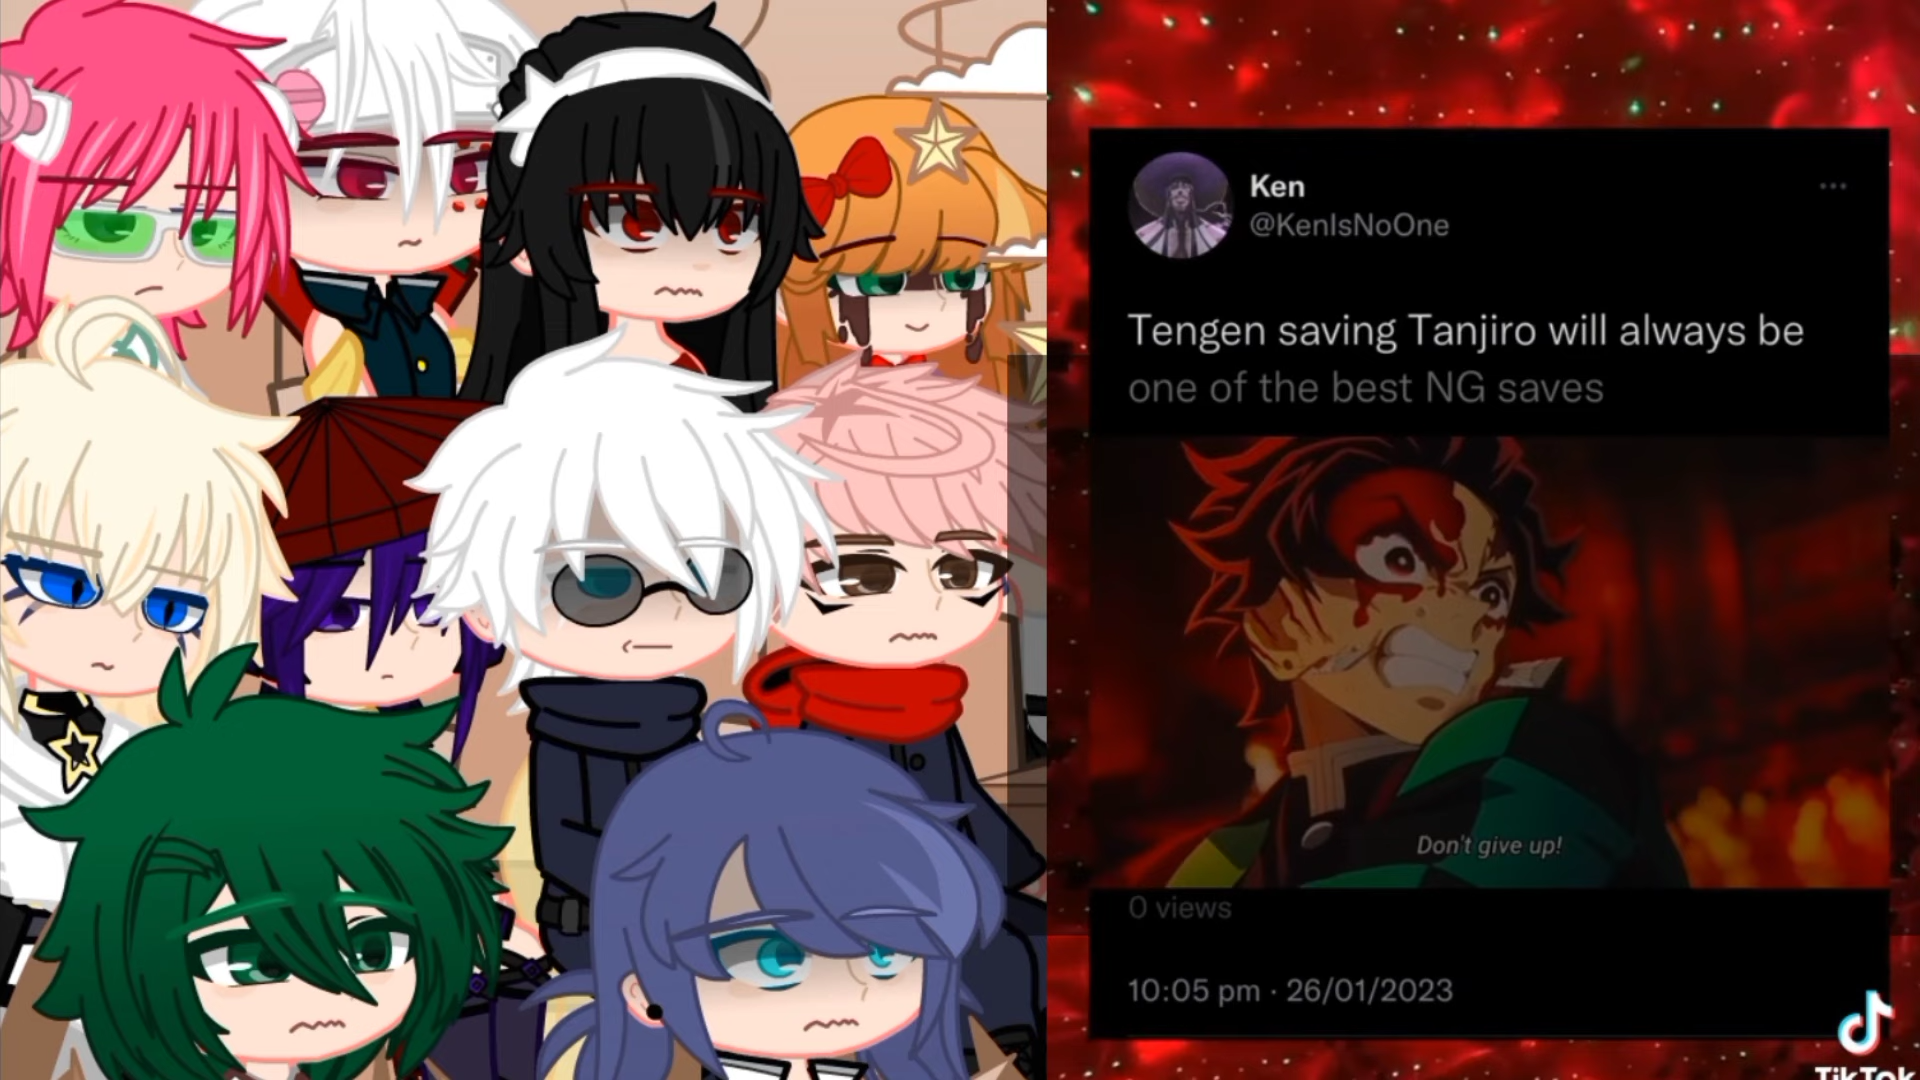 Ken
@KenIsNoOne
Tengen saving Tanjiro will always be
one of the best NG saves
Don't give up!
0 views
10:05 pm · 26/01/2023
TikTok